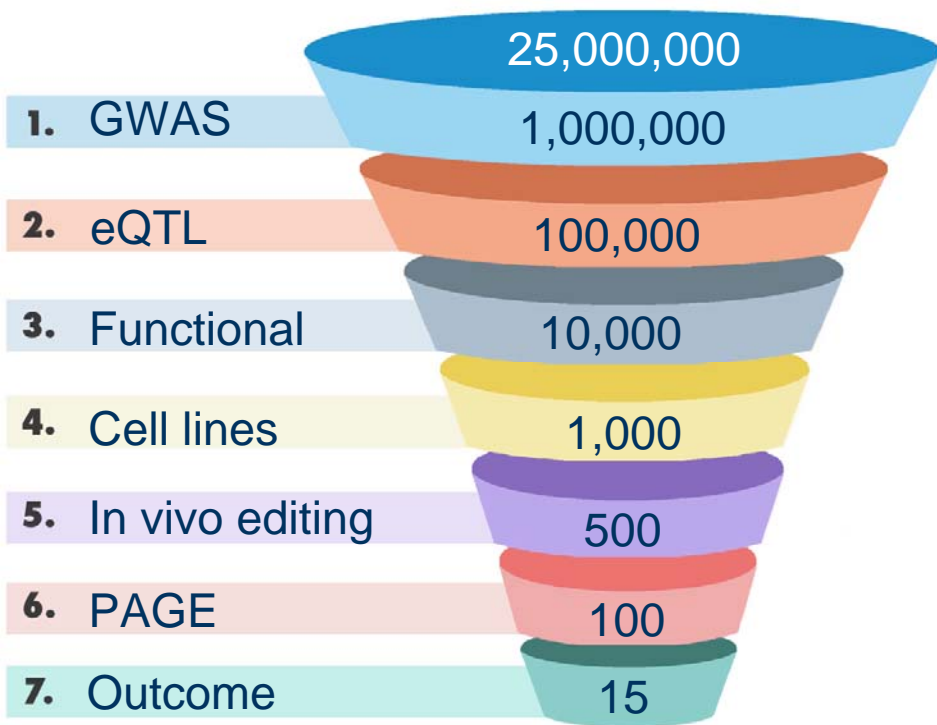 25,000,000
1. GWAS 1,000,000
2. eQTL 100,000
3. Functional 10,000
4. Cell lines 1,000
5. In vivo editing 500
6. PAGE 100
7. Outcome 15